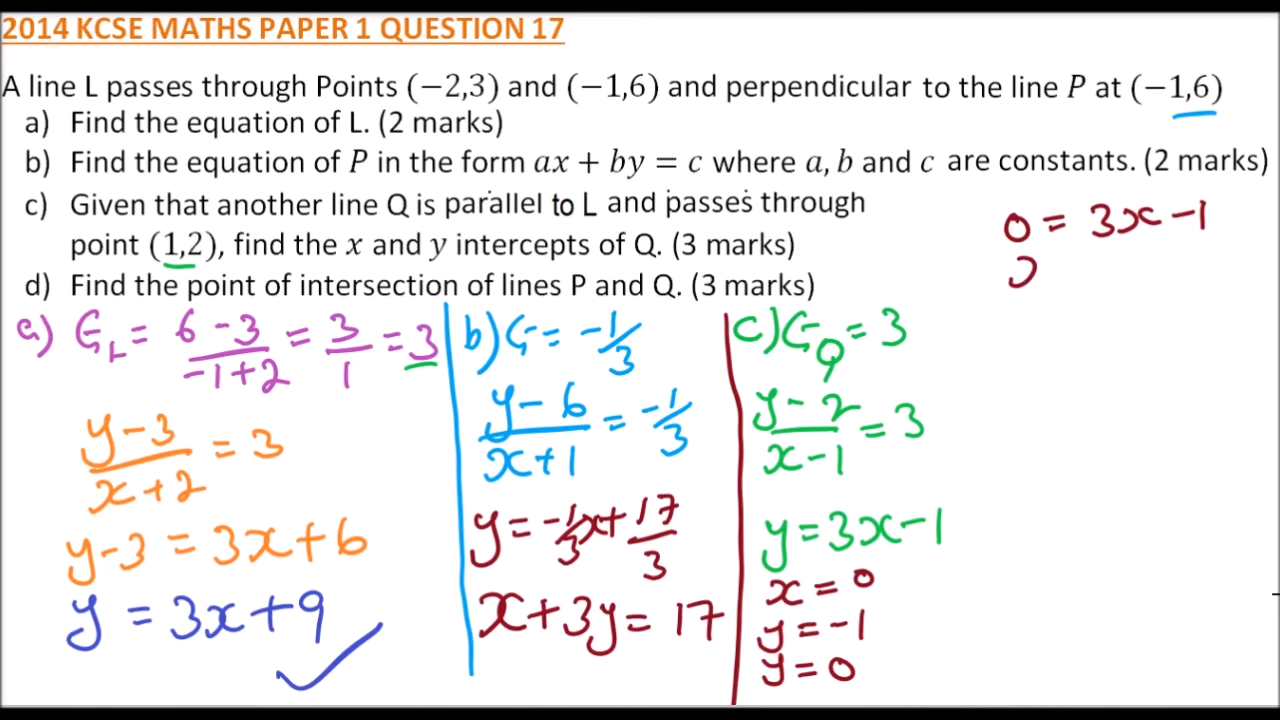 2014 KCSE MATHS PAPER 1 QUESTION 17
A line L passes through Points (−2,3) and (−1,6) and perpendicular to the line P at (−1,6)
a) Find the equation of L. (2 marks)
b) Find the equation of P in the form ax + by = c where a, b and c are constants. (2 marks)
c) Given that another line Q is parallel to L and passes through
point (1,2), find the x and y intercepts of Q. (3 marks)
d) Find the point of intersection of lines P and Q. (3 marks)
0 = 3x − 1
a) G_L = (6 − 3)/(−1 + 2) = 3/1 = 3
(y − 3)/(x + 2) = 3
y − 3 = 3x + 6
y = 3x + 9
b) G = −1/3
(y − 6)/(x + 1) = −1/3
y = −1/3x + 17/3
x + 3y = 17
c) G_Q = 3
(y − 2)/(x − 1) = 3
y = 3x − 1
x = 0
y = −1
y = 0